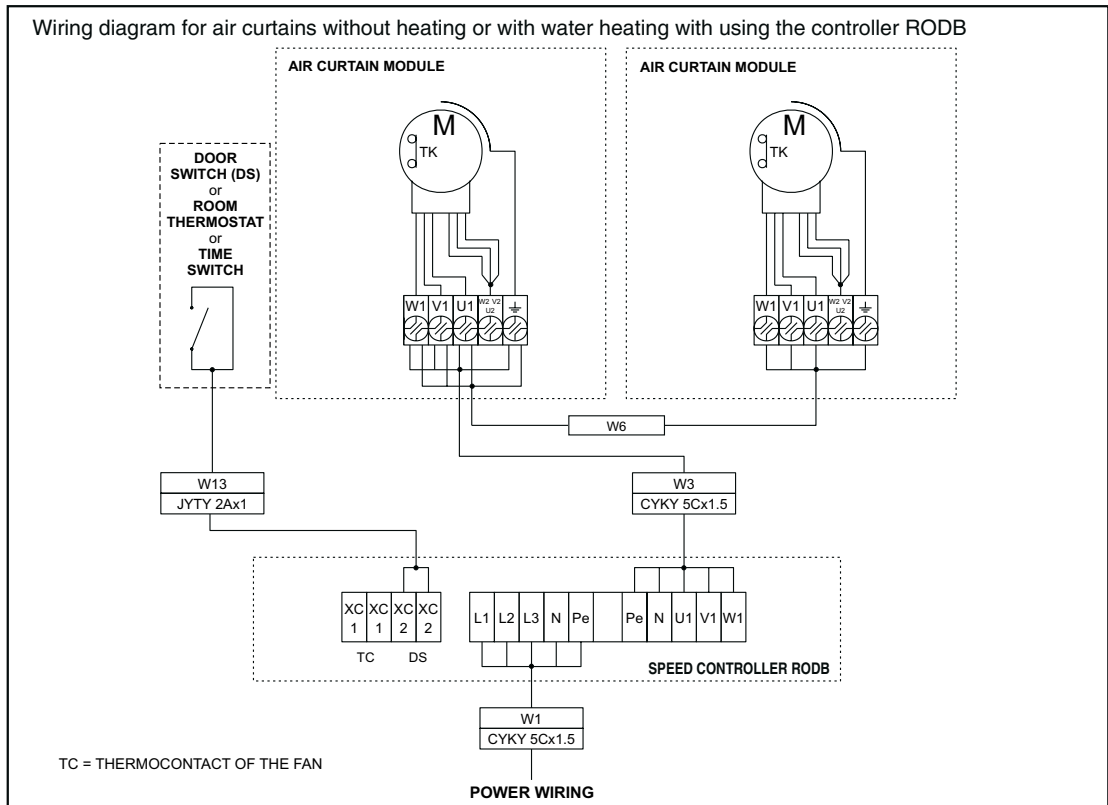 Wiring diagram for air curtains without heating or with water heating with using the controller RODB
AIR CURTAIN MODULE
AIR CURTAIN MODULE
M
TK
M
TK
DOOR
SWITCH (DS)
or
ROOM
THERMOSTAT
or
TIME
SWITCH
W1 V1 U1 W2 V2
U2
W1 V1 U1 W2 V2
U2
W6
W13
JYTY 2Ax1
W3
CYKY 5Cx1.5
XC XC XC XC
1 1 2 2
TC DS
L1 L2 L3 N Pe Pe N U1 V1 W1
SPEED CONTROLLER RODB
W1
CYKY 5Cx1.5
TC = THERMOCONTACT OF THE FAN
POWER WIRING